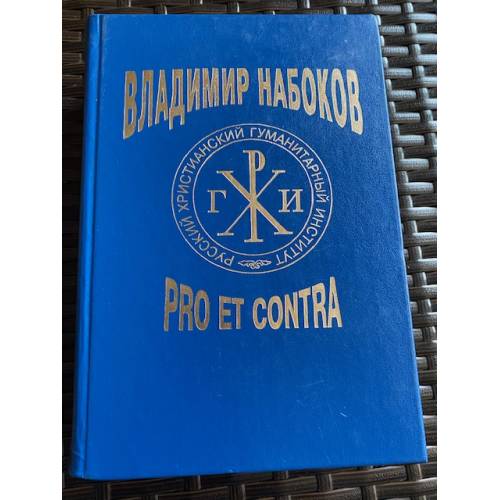 ВЛАДИМИР НАБОКОВ
РУССКИЙ ХРИСТИАНСКИЙ ГУМАНИТАРНЫЙ ИНСТИТУТ
Р
Г Х И
PRO ET CONTRA